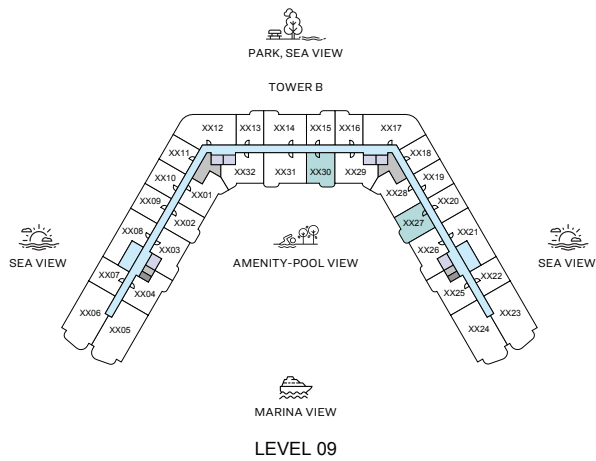 PARK, SEA VIEW
TOWER B
XX12
XX13
XX14
XX15
XX16
XX17
XX11
XX18
XX10
XX32
XX31
XX30
XX29
XX19
XX09
XX01
XX28
XX20
XX08
XX02
XX27
XX21
SEA VIEW
XX07
XX03
AMENITY-POOL VIEW
XX26
XX22
SEA VIEW
XX06
XX04
XX25
XX23
XX05
XX24
MARINA VIEW
LEVEL 09